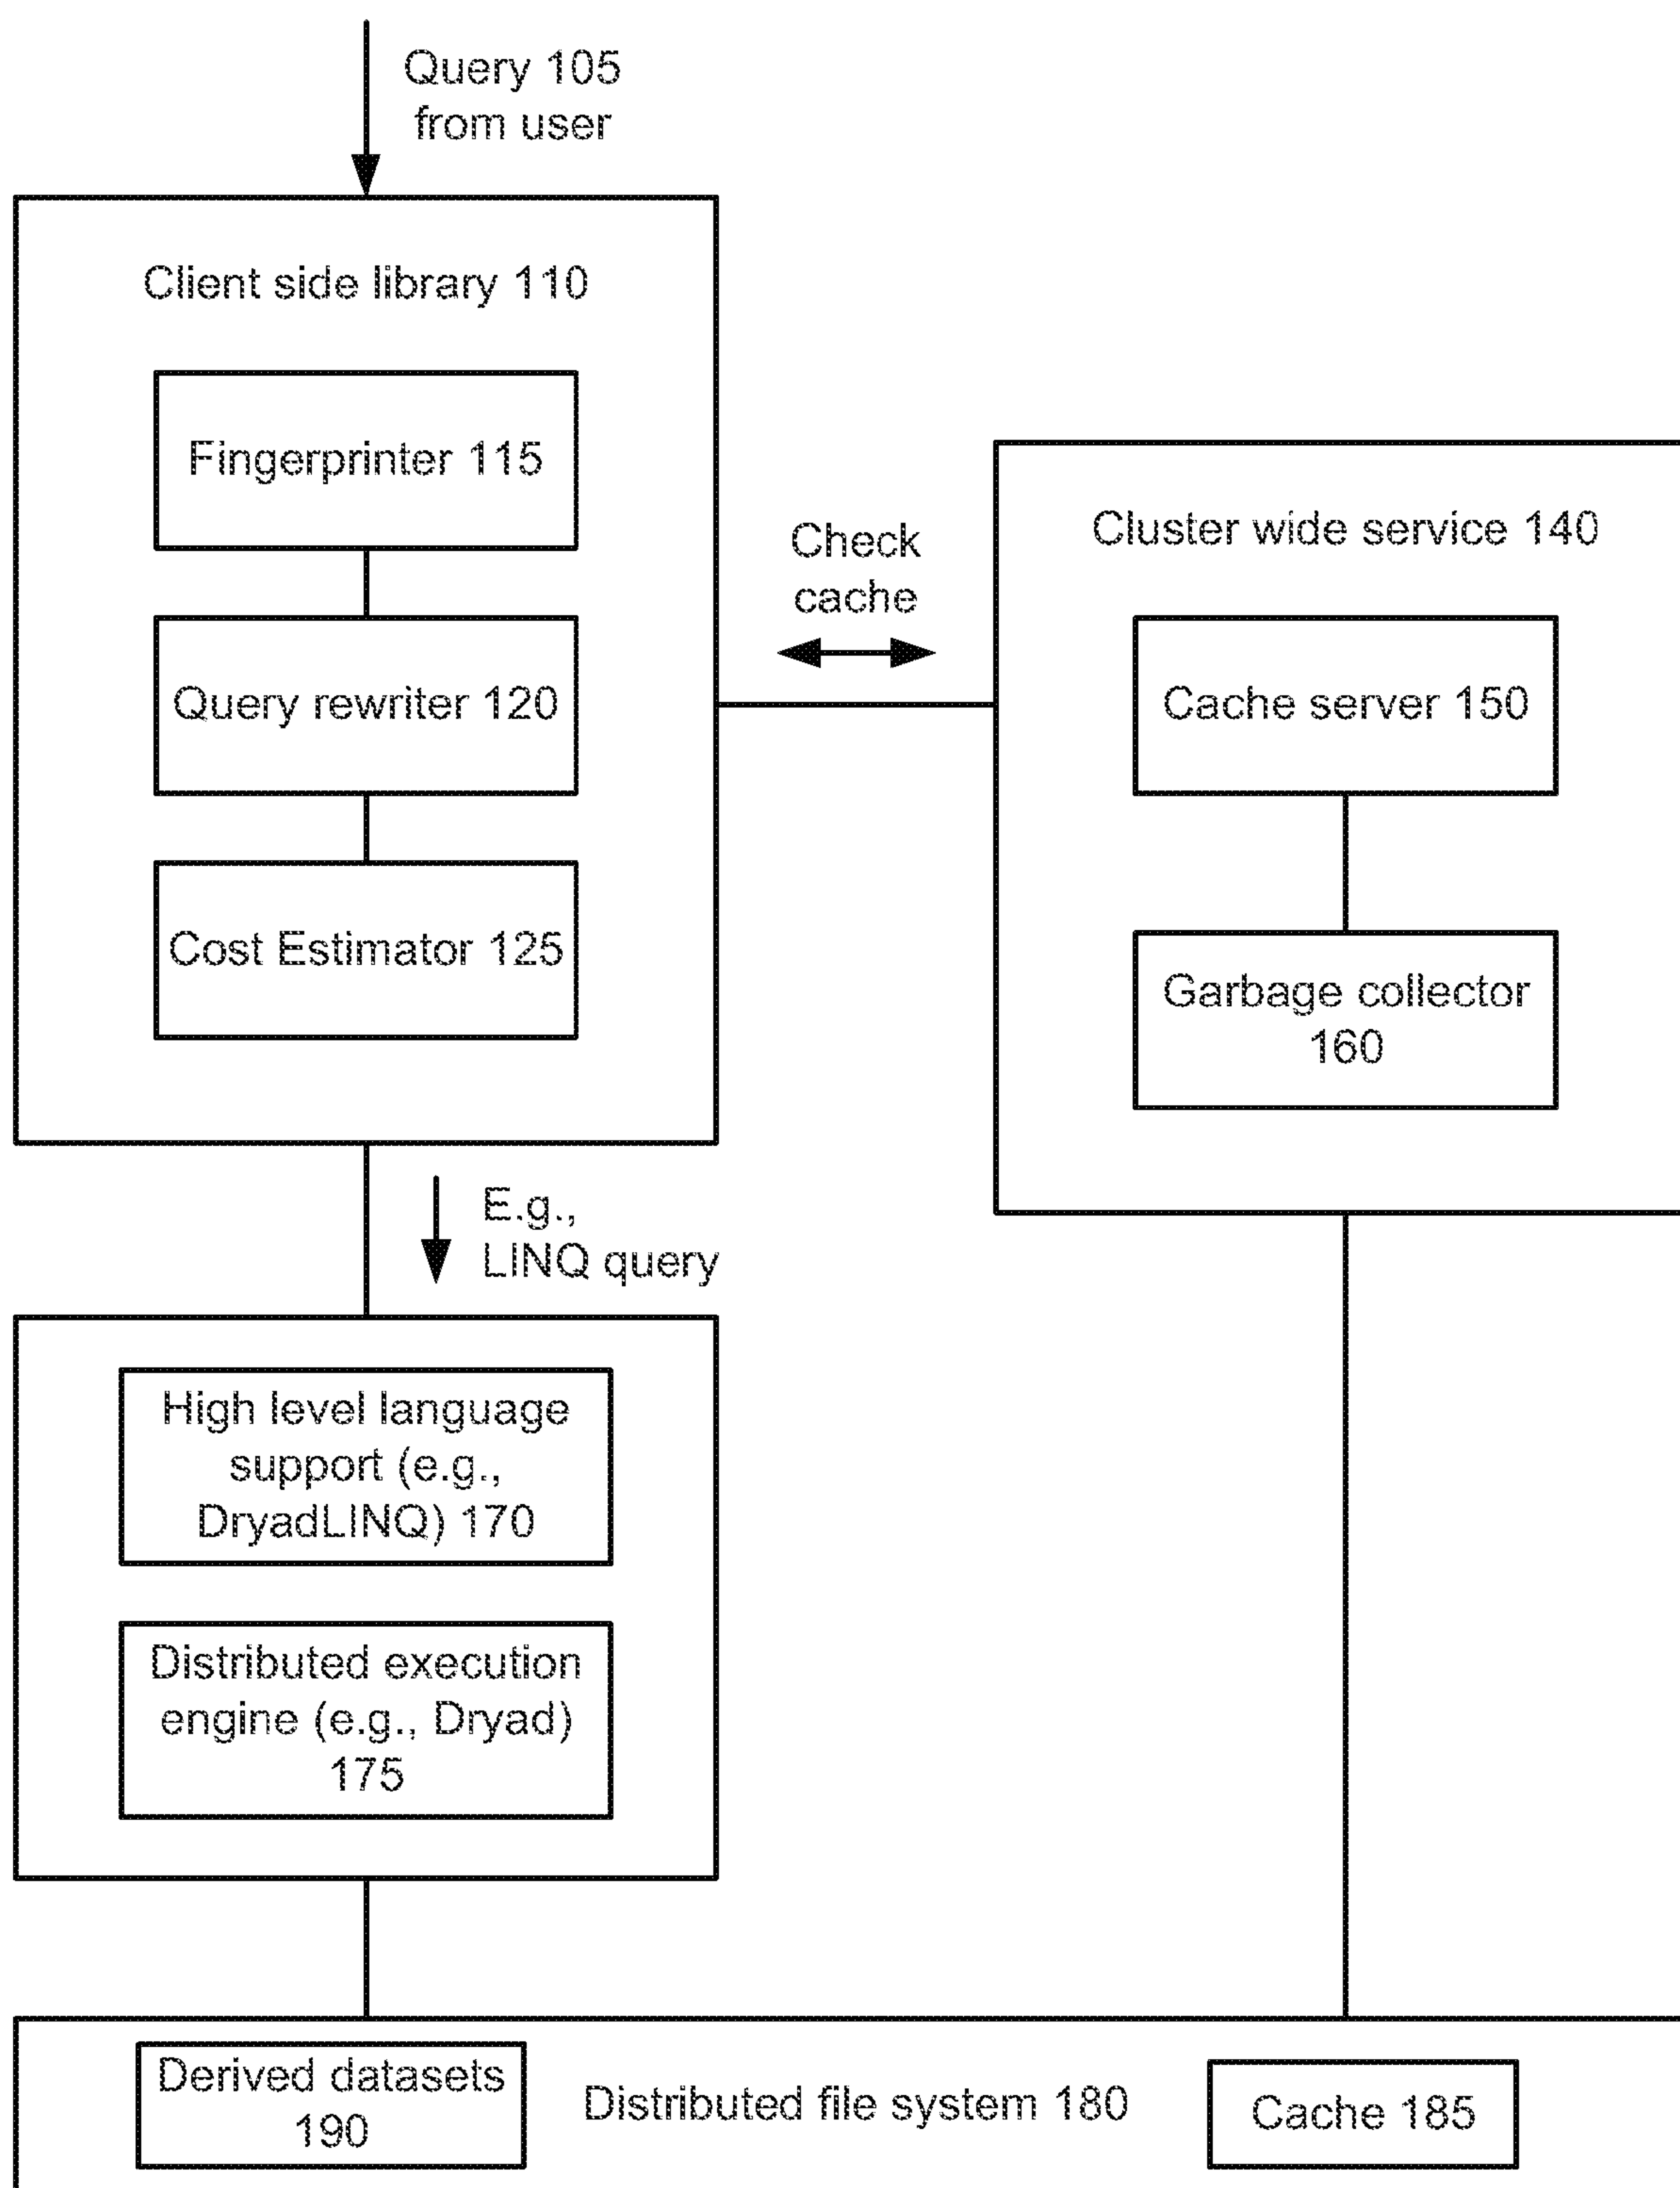 Query 105
from user
Client side library 110
Fingerprinter 115
Query rewriter 120
Cost Estimator 125
Check
cache
Cluster wide service 140
Cache server 150
Garbage collector
160
E.g.,
LINQ query
High level language
support (e.g.,
DryadLINQ) 170
Distributed execution
engine (e.g., Dryad)
175
Derived datasets
190
Distributed file system 180
Cache 185